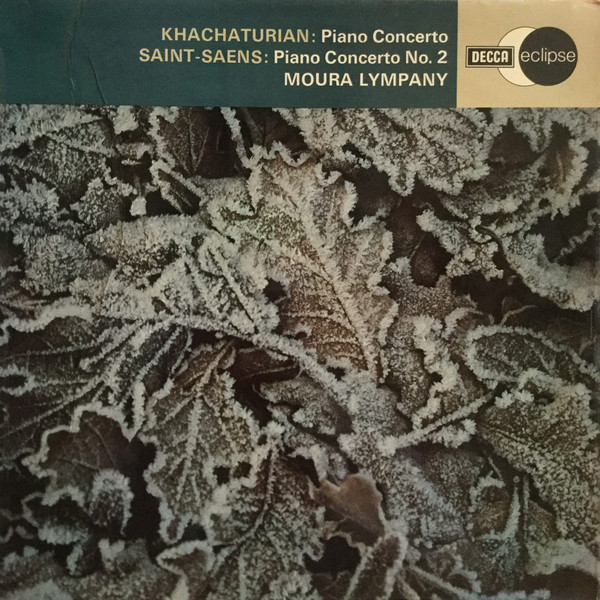 KHACHATURIAN: Piano Concerto
SAINT-SAENS: Piano Concerto No. 2
MOURA LYMPANY
DECCA eclipse